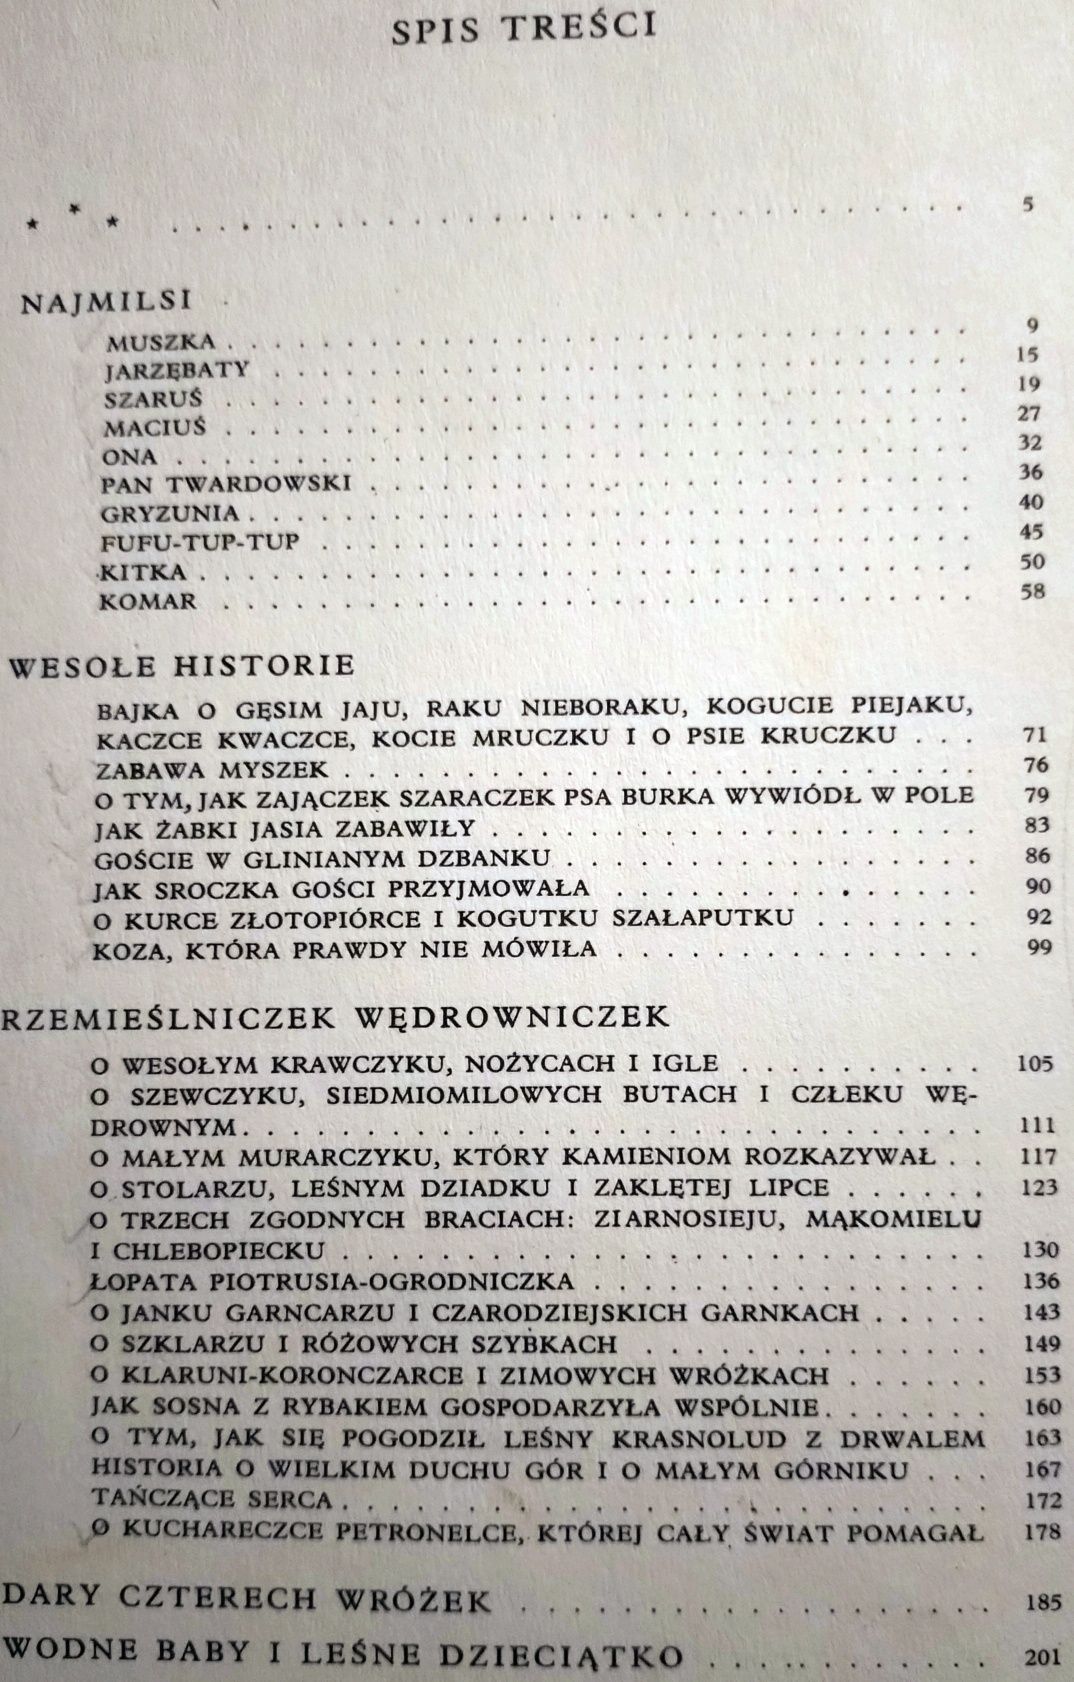 SPIS TREŚCI
* * * . . . . . . . . . . . . . . . . . . . . . . . . . . . . . . . . . . . 5
NAJMILSI
MUSZKA . . . . . . . . . . . . . . . . . . . . . . . . . . . . 9
JARZĘBATY . . . . . . . . . . . . . . . . . . . . . . . . . . 15
SZARUŚ . . . . . . . . . . . . . . . . . . . . . . . . . . . . 19
MACIUŚ . . . . . . . . . . . . . . . . . . . . . . . . . . . . 27
ONA . . . . . . . . . . . . . . . . . . . . . . . . . . . . . . 32
PAN TWARDOWSKI . . . . . . . . . . . . . . . . . . . . . . 36
GRYZUNIA . . . . . . . . . . . . . . . . . . . . . . . . . . . 40
FUFU-TUP-TUP . . . . . . . . . . . . . . . . . . . . . . . . 45
KITKA . . . . . . . . . . . . . . . . . . . . . . . . . . . . . 50
KOMAR . . . . . . . . . . . . . . . . . . . . . . . . . . . . 58
WESOŁE HISTORIE
BAJKA O GĘSIM JAJU, RAKU NIEBORAKU, KOGUCIE PIEJAKU,
KACZCE KWACZCE, KOCIE MRUCZKU I O PSIE KRUCZKU . . . 71
ZABAWA MYSZEK . . . . . . . . . . . . . . . . . . . . . . . 76
O TYM, JAK ZAJĄCZEK SZARACZEK PSA BURKA WYWIÓDŁ W POLE 79
JAK ŻABKI JASIA ZABAWIŁY . . . . . . . . . . . . . . . . . 83
GOŚCIE W GLINIANYM DZBANKU . . . . . . . . . . . . . . 86
JAK SROCZKA GOŚCI PRZYJMOWAŁA . . . . . . . . . . . . . 90
O KURCE ZŁOTOPIÓRCE I KOGUTKU SZAŁAPUTKU . . . . . . . 92
KOZA, KTÓRA PRAWDY NIE MÓWIŁA . . . . . . . . . . . . . 99
RZEMIEŚLNICZEK WĘDROWNICZEK
O WESOŁYM KRAWCZYKU, NOŻYCACH I IGLE . . . . . . . . . 105
O SZEWCZYKU, SIEDMIOMILOWYCH BUTACH I CZŁEKU WĘ-
DROWNYM . . . . . . . . . . . . . . . . . . . . . . . . . . . 111
O MAŁYM MURARCZYKU, KTÓRY KAMIENIOM ROZKAZYWAŁ . . 117
O STOLARZU, LEŚNYM DZIADKU I ZAKLĘTEJ LIPCE . . . . . . 123
O TRZECH ZGODNYCH BRACIACH: ZIARNOSIEJU, MĄKOMIELU
I CHLEBOPIECKU . . . . . . . . . . . . . . . . . . . . . . . 130
ŁOPATA PIOTRUSIA-OGRODNICZKA . . . . . . . . . . . . . . 136
O JANKU GARNCARZU I CZARODZIEJSKICH GARNKACH . . . . . 143
O SZKLARZU I RÓŻOWYCH SZYBKACH . . . . . . . . . . . . . 149
O KLARUNI-KORONCZARCE I ZIMOWYCH WRÓŻKACH . . . . . . 153
JAK SOSNA Z RYBAKIEM GOSPODARZYŁA WSPÓLNIE . . . . . . 160
O TYM, JAK SIĘ POGODZIŁ LEŚNY KRASNOLUD Z DRWALEM 163
HISTORIA O WIELKIM DUCHU GÓR I O MAŁYM GÓRNIKU . . . 167
TAŃCZĄCE SERCA . . . . . . . . . . . . . . . . . . . . . . . 172
O KUCHARECZCE PETRONELCE, KTÓREJ CAŁY ŚWIAT POMAGAŁ 178
DARY CZTERECH WRÓŻEK . . . . . . . . . . . . . . . . . 185
WODNE BABY I LEŚNE DZIECIĄTKO . . . . . . . . . . . 201